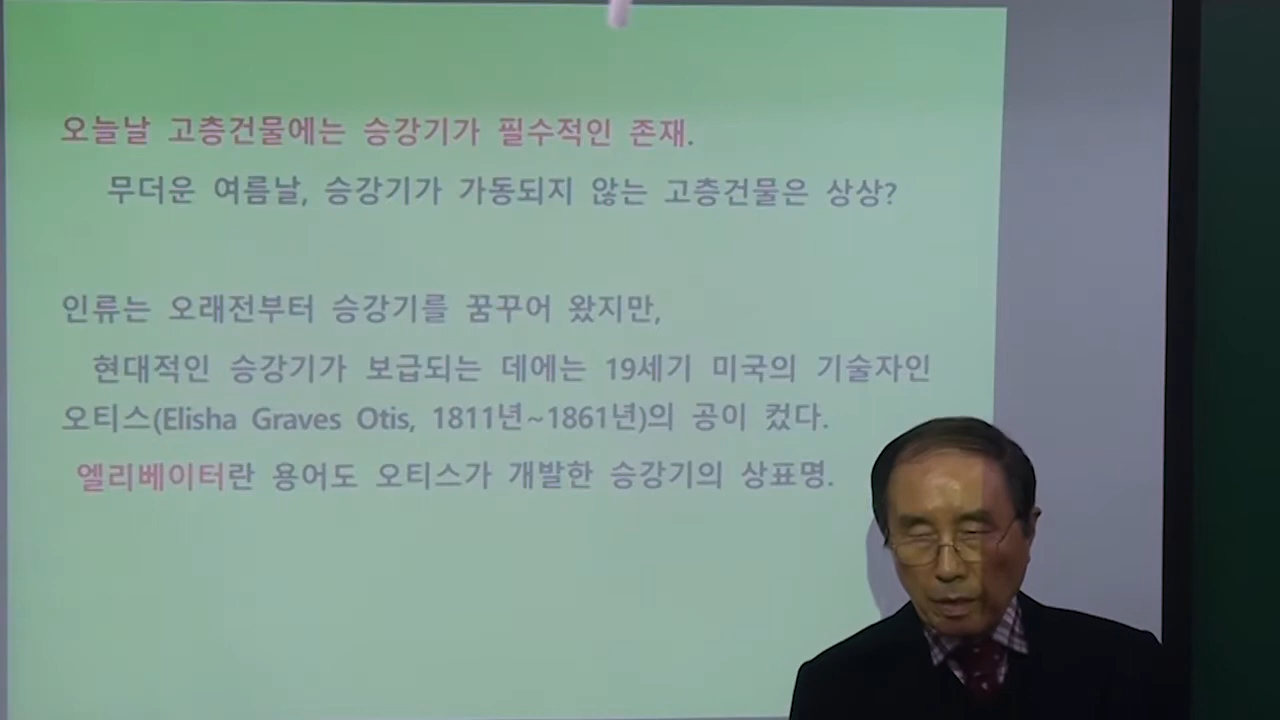 오늘날 고층건물에는 승강기가 필수적인 존재.
무더운 여름날, 승강기가 가동되지 않는 고층건물은 상상?
인류는 오래전부터 승강기를 꿈꾸어 왔지만,
현대적인 승강기가 보급되는 데에는 19세기 미국의 기술자인
오티스(Elisha Graves Otis, 1811년~1861년)의 공이 컸다.
엘리베이터란 용어도 오티스가 개발한 승강기의 상표명.